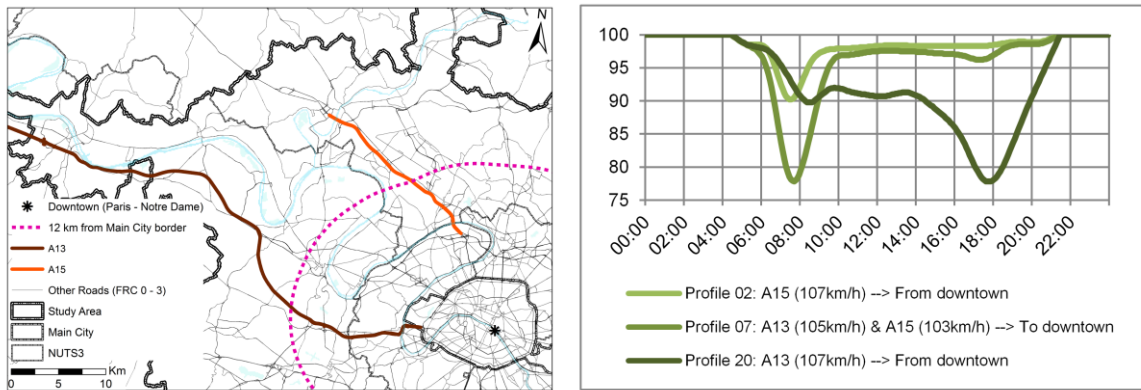 N
Downtown (Paris - Notre Dame)
12 km from Main City border
A13
A15
Other Roads (FRC 0 - 3)
Study Area
Main City
NUTS3
Km
0 5 10
100
95
90
85
80
75
00:00 02:00 04:00 06:00 08:00 10:00 12:00 14:00 16:00 18:00 20:00 22:00
Profile 02: A15 (107km/h) --> From downtown
Profile 07: A13 (105km/h) & A15 (103km/h) --> To downtown
Profile 20: A13 (107km/h) --> From downtown